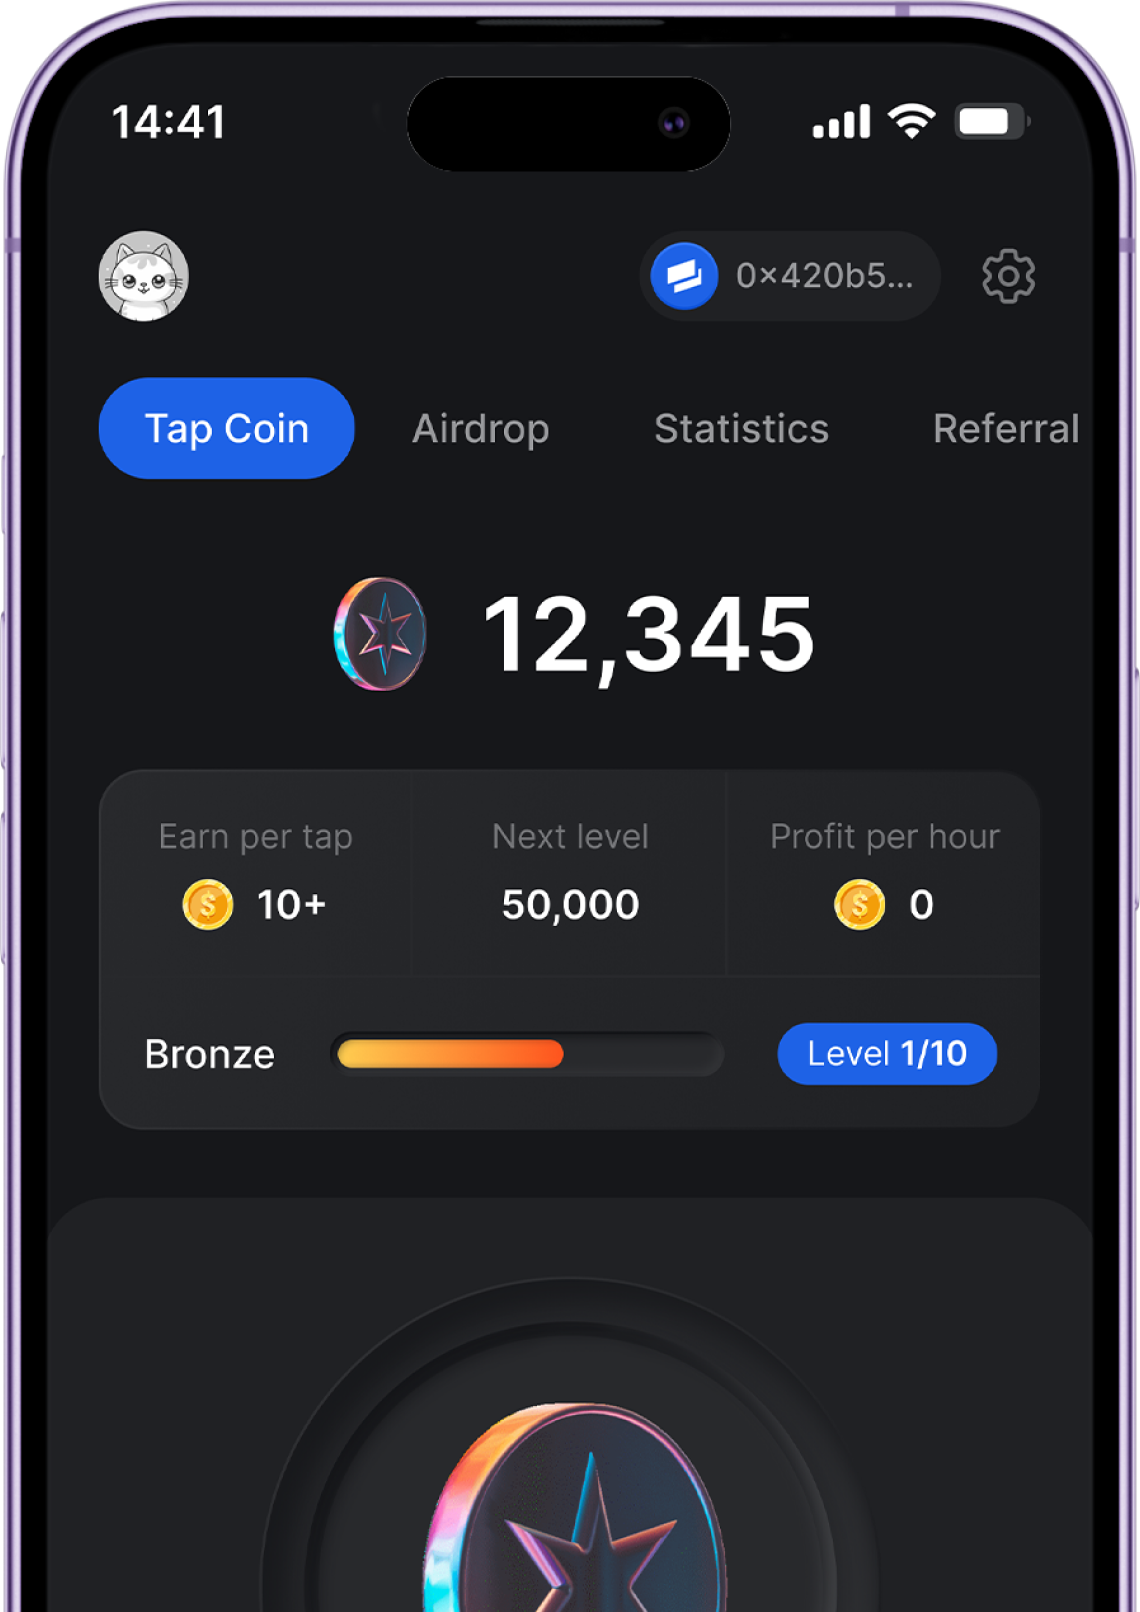 14:41
0×420b5...
Tap Coin Airdrop Statistics Referral
12,345
Earn per tap Next level Profit per hour
$ 10+ 50,000 $ 0
Bronze Level 1/10